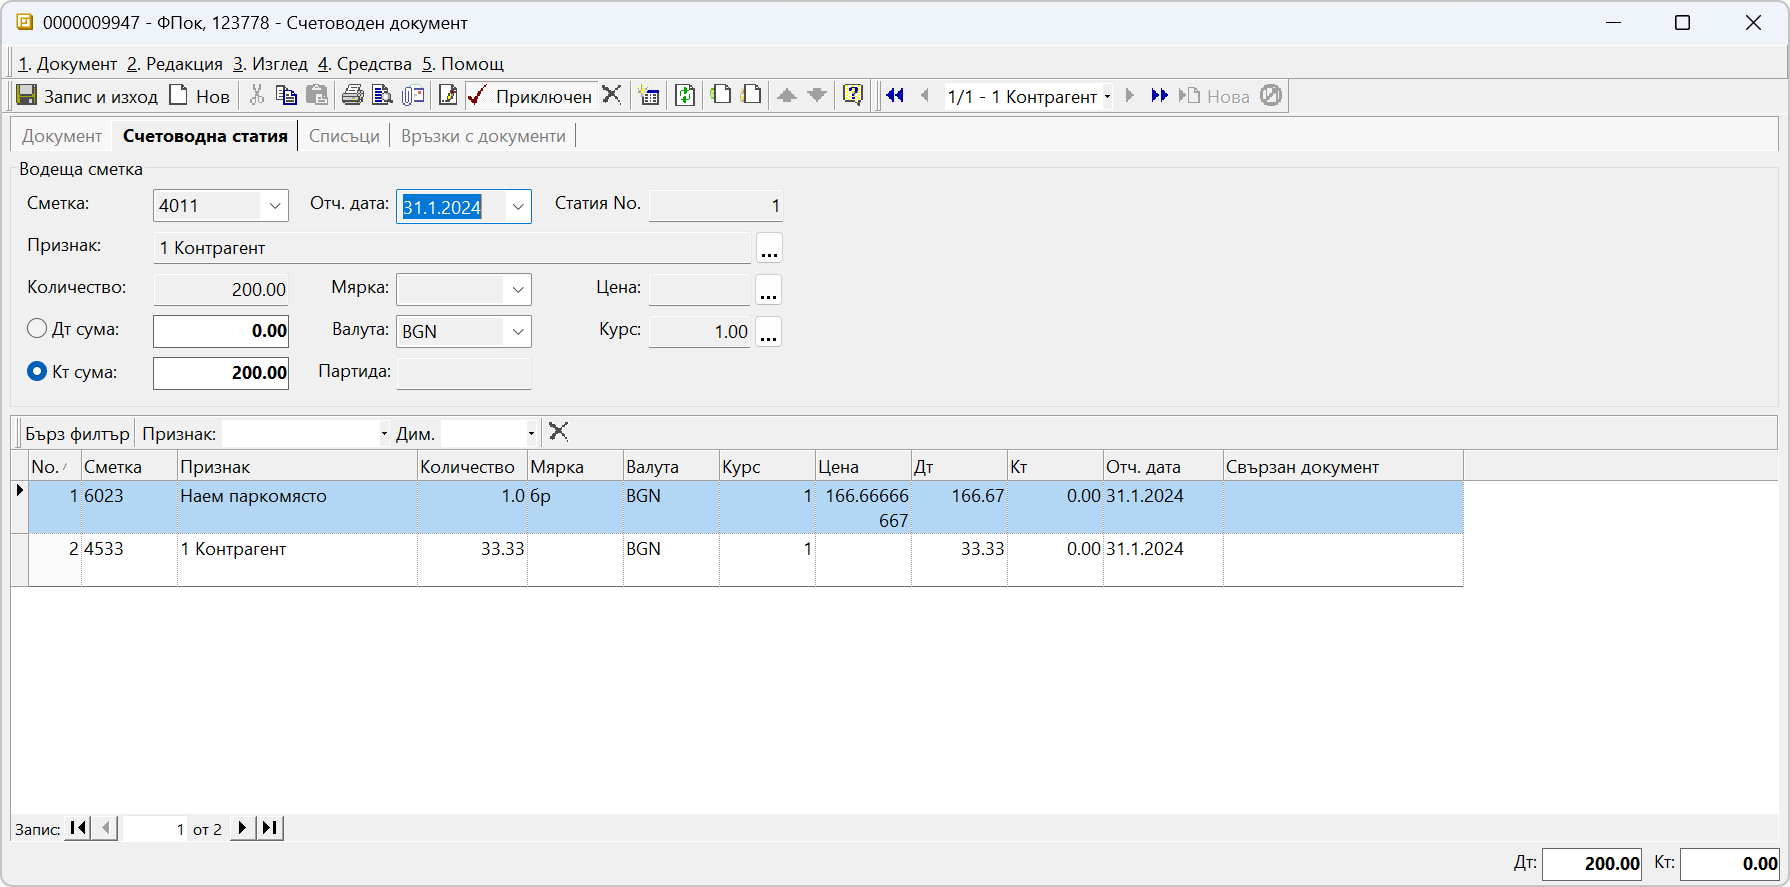 0000009947 - ФПок, 123778 - Счетоводен документ
1. Документ 2. Редакция 3. Изглед 4. Средства 5. Помощ
Запис и изход Нов Приключен 1/1 - 1 Контрагент Нова
Документ Счетоводна статия Списъци Връзки с документи
Водеща сметка
Сметка: 4011 Отч. дата: 31.1.2024 Статия No. 1
Признак: 1 Контрагент ...
Количество: 200.00 Мярка: Цена: ...
Дт сума: 0.00 Валута: BGN Курс: 1.00 ...
Кт сума: 200.00 Партида:
Бърз филтър Признак: Дим.
No. Сметка Признак Количество Мярка Валута Курс Цена Дт Кт Отч. дата Свързан документ
1 6023 Наем паркомясто 1.0 бр BGN 1 166.66666 166.67 0.00 31.1.2024
667
2 4533 1 Контрагент 33.33 BGN 1 33.33 0.00 31.1.2024
Запис: 1 от 2
Дт: 200.00 Кт: 0.00